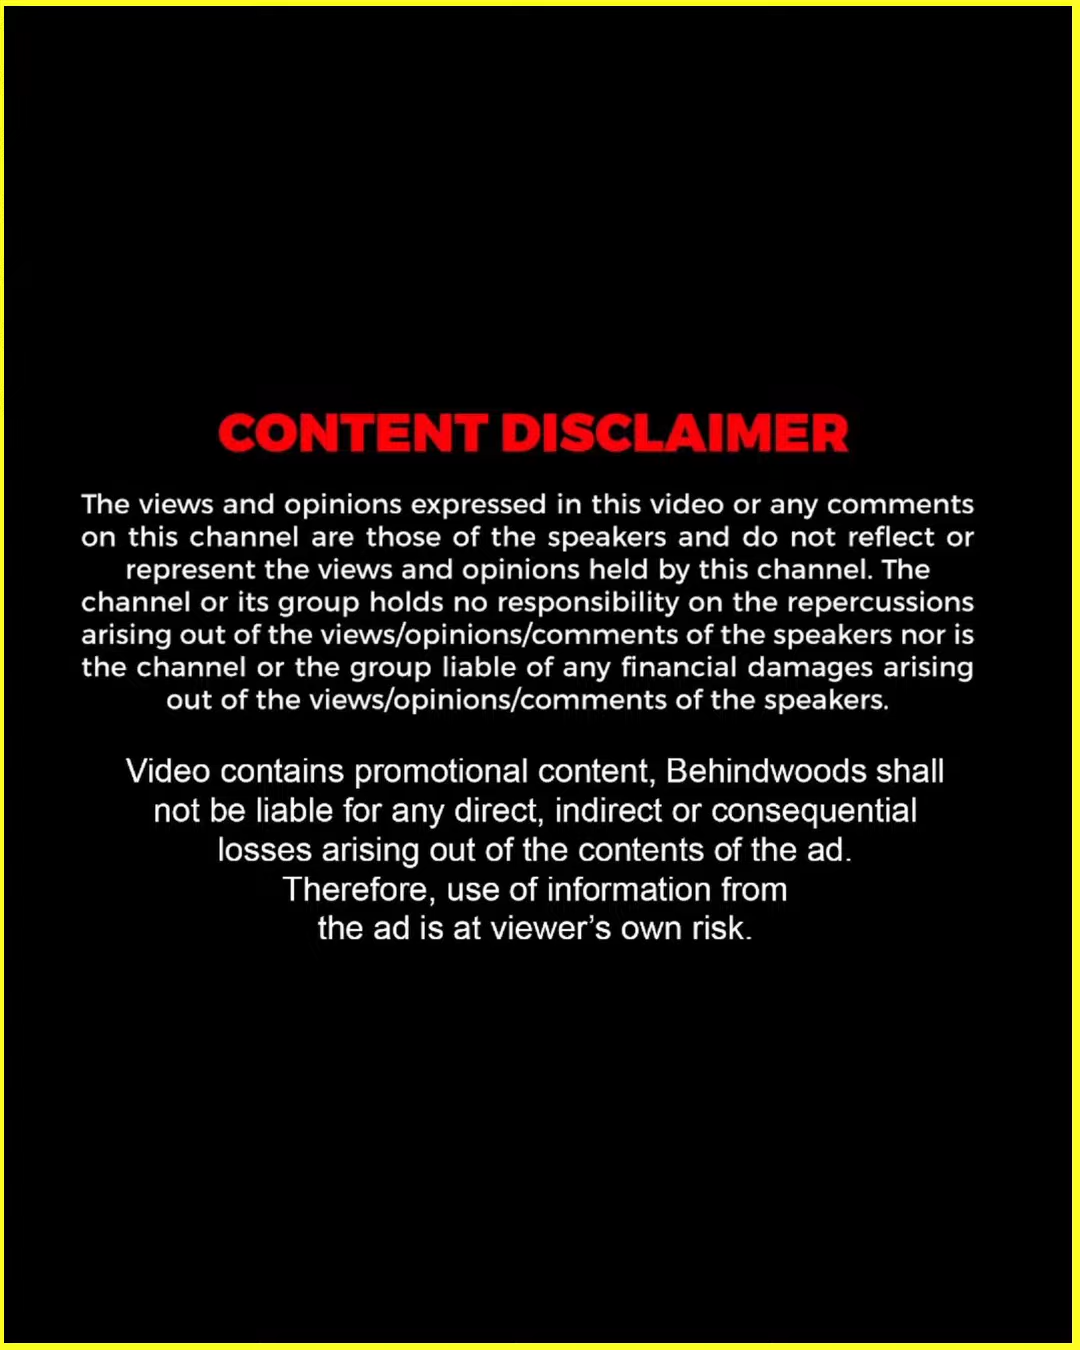 CONTENT DISCLAIMER
The views and opinions expressed in this video or any comments
on this channel are those of the speakers and do not reflect or
represent the views and opinions held by this channel. The
channel or its group holds no responsibility on the repercussions
arising out of the views/opinions/comments of the speakers nor is
the channel or the group liable of any financial damages arising
out of the views/opinions/comments of the speakers.
Video contains promotional content, Behindwoods shall
not be liable for any direct, indirect or consequential
losses arising out of the contents of the ad.
Therefore, use of information from
the ad is at viewer’s own risk.